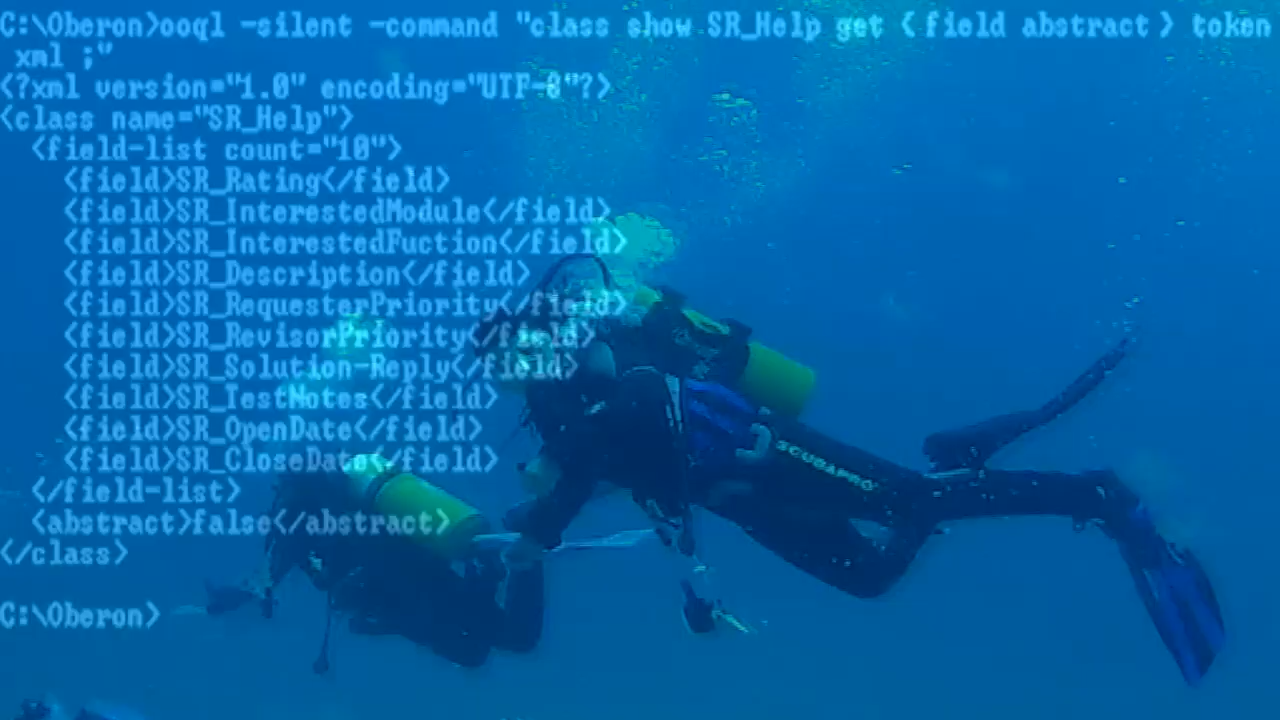 C:\Oberon>ooql -silent -command "class show SR_Help get { field abstract } token
 xml ;"
<?xml version="1.0" encoding="UTF-8"?>
<class name="SR_Help">
  <field-list count="10">
    <field>SR_Rating</field>
    <field>SR_InterestedModule</field>
    <field>SR_InterestedFuction</field>
    <field>SR_Description</field>
    <field>SR_RequesterPriority</field>
    <field>SR_RevisorPriority</field>
    <field>SR_Solution-Reply</field>
    <field>SR_TestNotes</field>
    <field>SR_OpenDate</field>
    <field>SR_CloseDate</field>
  </field-list>
  <abstract>false</abstract>
</class>
C:\Oberon>
SCUBAPRO